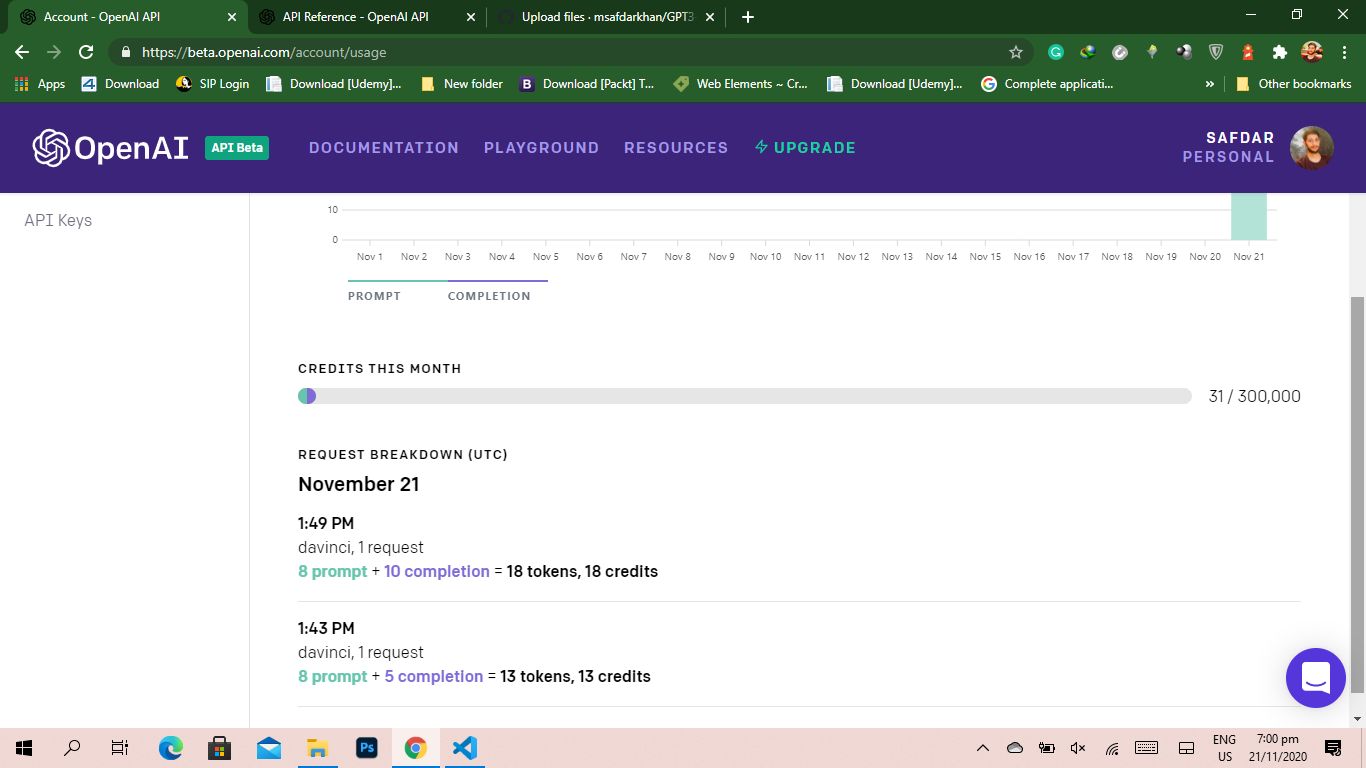 Account - OpenAI API
API Reference - OpenAI API
Upload files · msafdarkhan/GPT3
https://beta.openai.com/account/usage
Apps
Download
SIP Login
Download [Udemy]...
New folder
Download [Packt] T...
Web Elements ~ Cr...
Download [Udemy]...
Complete applicati...
»
Other bookmarks
OpenAI
API Beta
DOCUMENTATION
PLAYGROUND
RESOURCES
UPGRADE
SAFDAR
PERSONAL
API Keys
10
0
Nov 1 Nov 2 Nov 3 Nov 4 Nov 5 Nov 6 Nov 7 Nov 8 Nov 9 Nov 10 Nov 11 Nov 12 Nov 13 Nov 14 Nov 15 Nov 16 Nov 17 Nov 18 Nov 19 Nov 20 Nov 21
PROMPT
COMPLETION
CREDITS THIS MONTH
31 / 300,000
REQUEST BREAKDOWN (UTC)
November 21
1:49 PM
davinci, 1 request
8 prompt + 10 completion = 18 tokens, 18 credits
1:43 PM
davinci, 1 request
8 prompt + 5 completion = 13 tokens, 13 credits
Ps
ENG
US
7:00 pm
21/11/2020